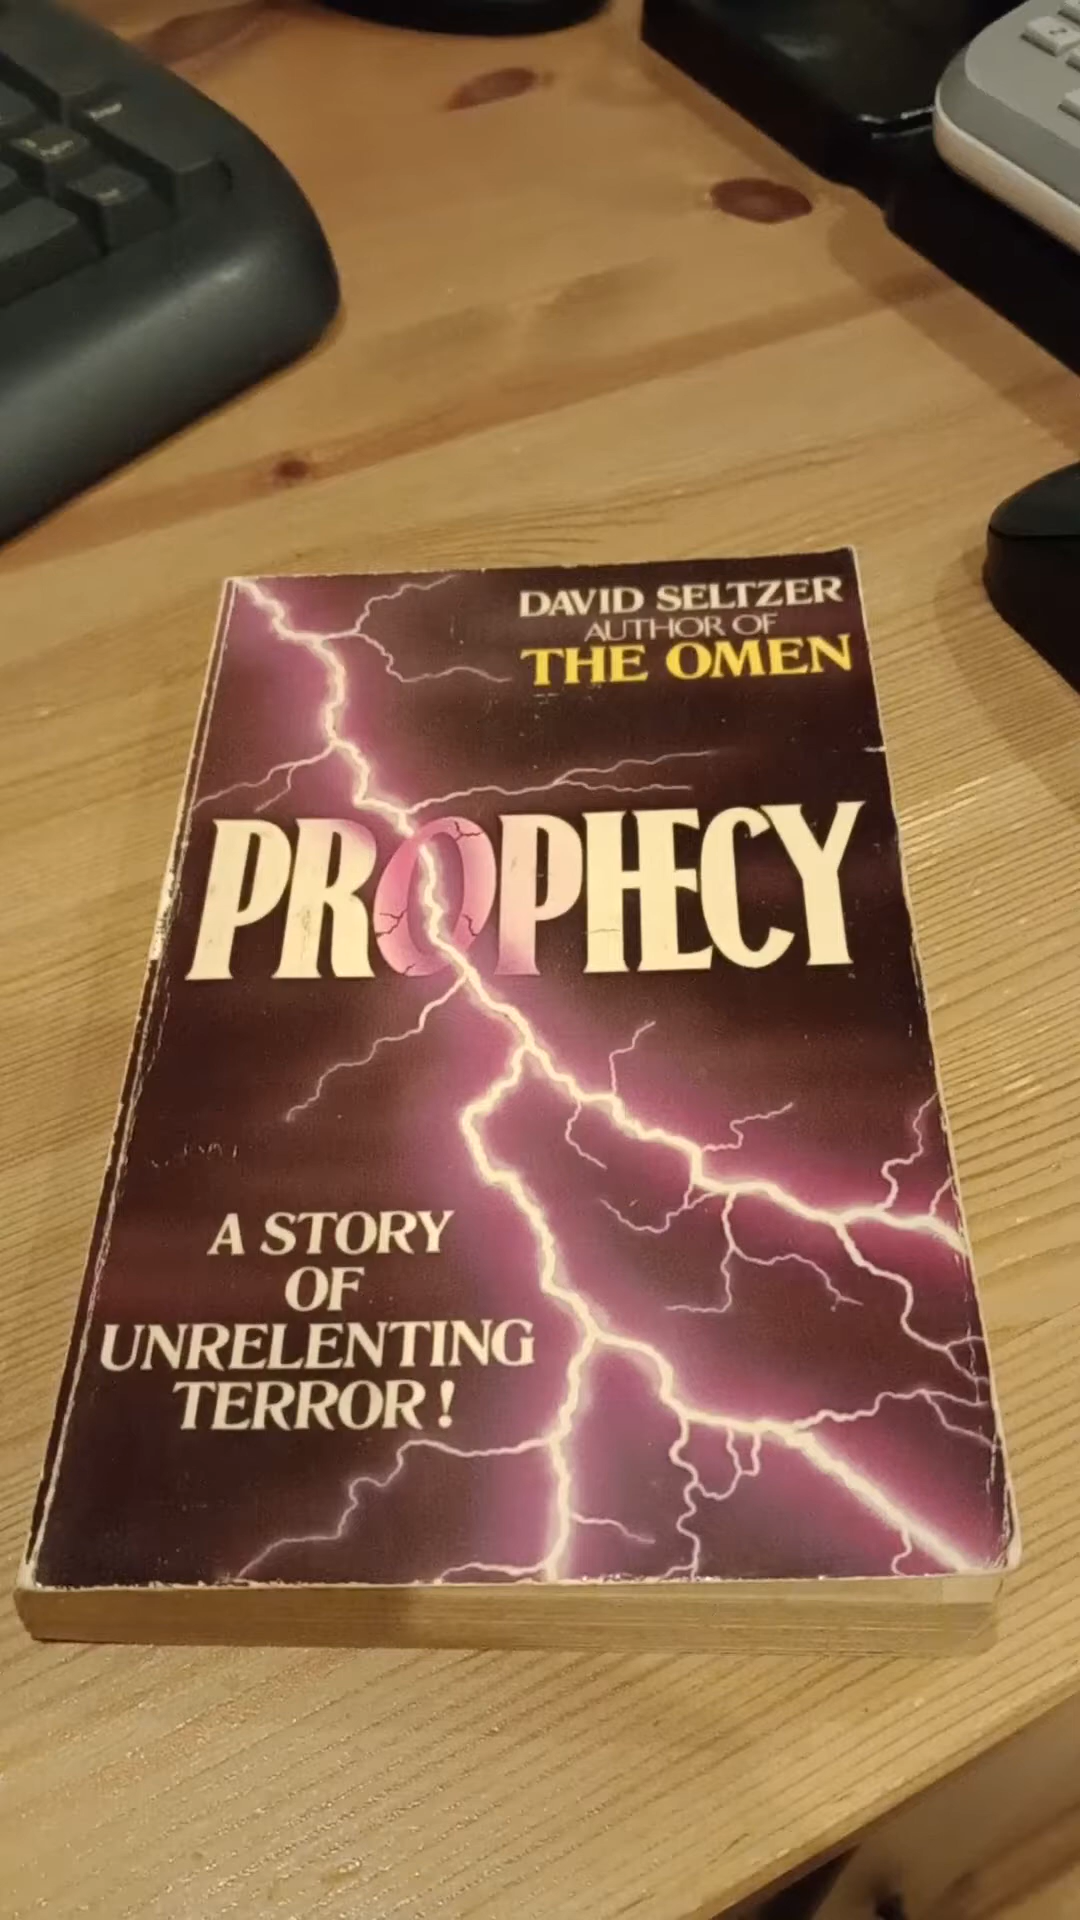 DAVID SELTZER
AUTHOR OF
THE OMEN
PROPHECY
A STORY
OF
UNRELENTING
TERROR!